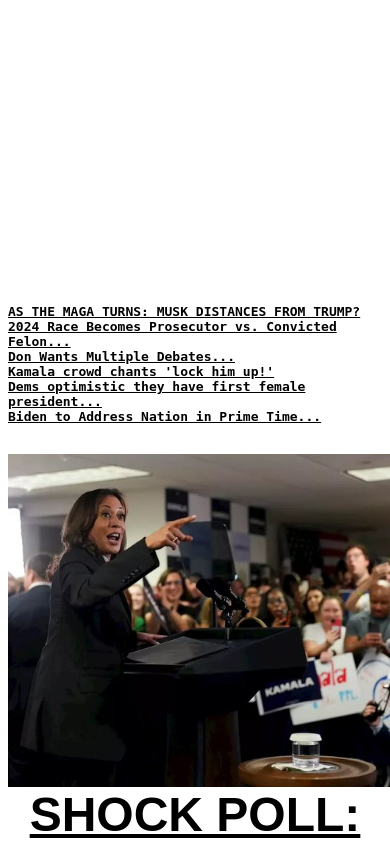 AS THE MAGA TURNS: MUSK DISTANCES FROM TRUMP?
2024 Race Becomes Prosecutor vs. Convicted
Felon...
Don Wants Multiple Debates...
Kamala crowd chants 'lock him up!'
Dems optimistic they have first female
president...
Biden to Address Nation in Prime Time...
KAMALA
SHOCK POLL: